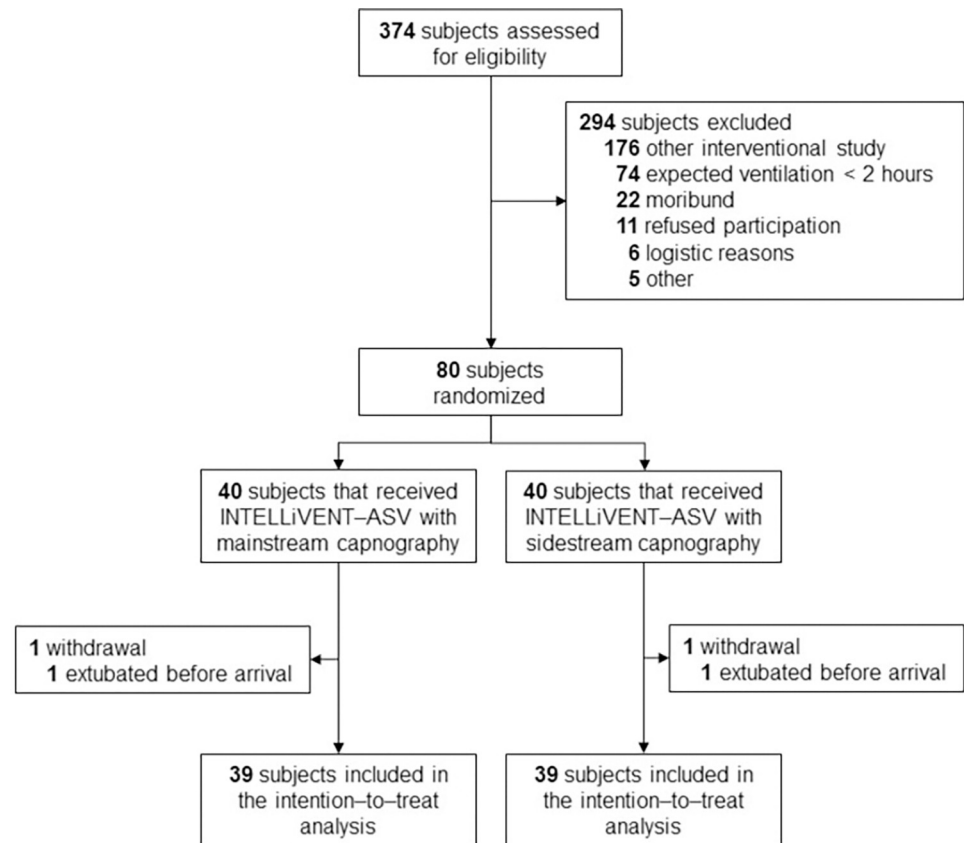 374 subjects assessed
for eligibility
294 subjects excluded
176 other interventional study
74 expected ventilation < 2 hours
22 moribund
11 refused participation
6 logistic reasons
5 other
80 subjects
randomized
40 subjects that received
INTELLiVENT–ASV with
mainstream capnography
40 subjects that received
INTELLiVENT–ASV with
sidestream capnography
1 withdrawal
1 extubated before arrival
1 withdrawal
1 extubated before arrival
39 subjects included in
the intention–to–treat
analysis
39 subjects included in
the intention–to–treat
analysis